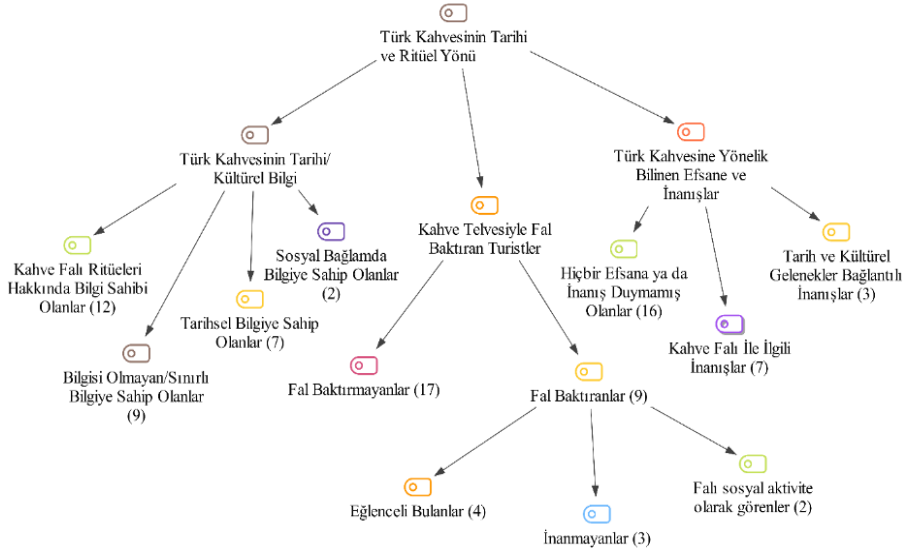 Türk Kahvesinin Tarihi
ve Ritüel Yönü
Türk Kahvesinin Tarihi/
Kültürel Bilgi
Türk Kahvesine Yönelik
Bilinen Efsane ve
İnanışlar
Kahve Telvesiyle Fal
Baktıran Turistler
Kahve Falı Ritüeleri
Hakkında Bilgi Sahibi
Olanlar (12)
Sosyal Bağlamda
Bilgiye Sahip Olanlar
(2)
Tarihsel Bilgiye Sahip
Olanlar (7)
Bilgisi Olmayan/Sınırlı
Bilgiye Sahip Olanlar
(9)
Hiçbir Efsana ya da
İnanış Duymamış
Olanlar (16)
Tarih ve Kültürel
Gelenekler Bağlantılı
İnanışlar (3)
Kahve Falı İle İlgili
İnanışlar (7)
Fal Baktırmayanlar (17)
Fal Baktıranlar (9)
Eğlenceli Bulanlar (4)
İnanmayanlar (3)
Falı sosyal aktivite
olarak görenler (2)